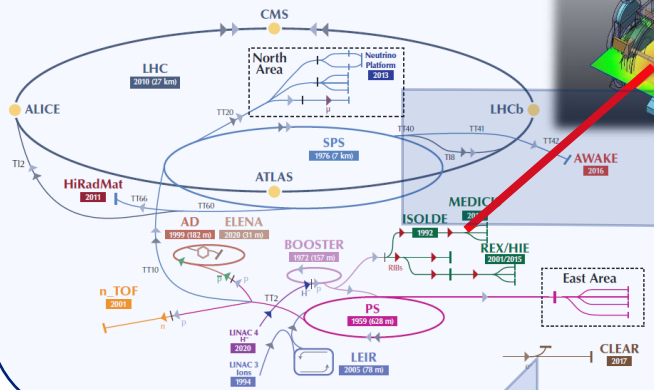 CMS
North
Area
Neutrino
Platform
2013
LHC
2010 (27 km)
μ
ALICE
TT20
LHCb
TT40
TT41
TT42
SPS
1976 (7 km)
TI8
AWAKE
2016
TI2
ATLAS
HiRadMat
2011
TT66
TT60
MEDICI
ISOLDE
1992
AD
1999 (182 m)
ELENA
2020 (31 m)
BOOSTER
1972 (157 m)
REX/HIE
2001/2015
RIBs
TT10
East Area
n_TOF
2001
n
p
TT2
H⁻
p
PS
1959 (628 m)
LINAC 4
H⁻
2020
LINAC 3
Ions
1994
LEIR
2005 (78 m)
CLEAR
2017